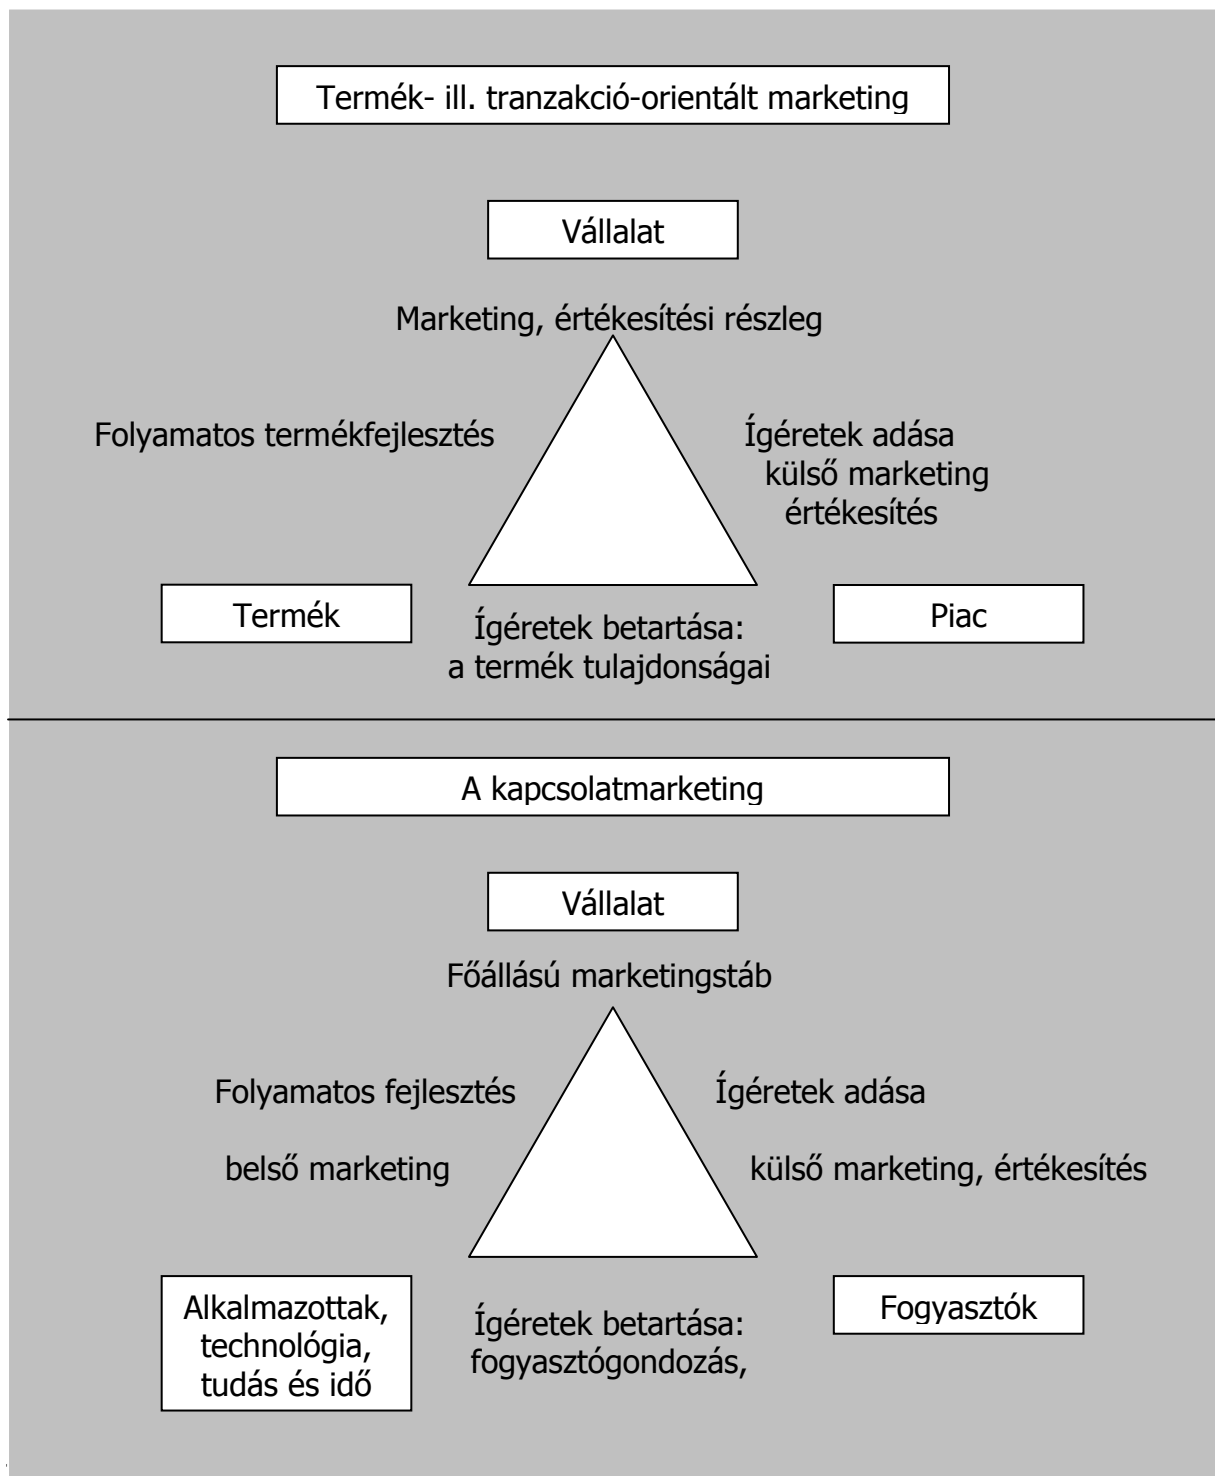 Termék- ill. tranzakció-orientált marketing
Vállalat
Marketing, értékesítési részleg
Folyamatos termékfejlesztés
Ígéretek adása
külső marketing
értékesítés
Termék
Ígéretek betartása:
a termék tulajdonságai
Piac
A kapcsolatmarketing
Vállalat
Főállású marketingstáb
Folyamatos fejlesztés
Ígéretek adása
belső marketing
külső marketing, értékesítés
Alkalmazottak,
technológia,
tudás és idő
Ígéretek betartása:
fogyasztógondozás,
Fogyasztók